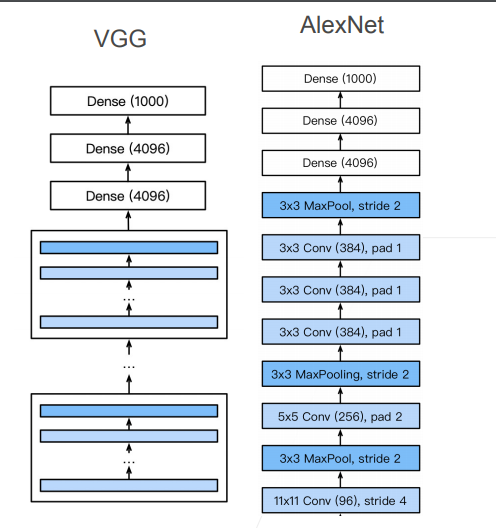 VGG
Dense (1000)
Dense (4096)
Dense (4096)
...
...
...
AlexNet
Dense (1000)
Dense (4096)
Dense (4096)
3x3 MaxPool, stride 2
3x3 Conv (384), pad 1
3x3 Conv (384), pad 1
3x3 Conv (384), pad 1
3x3 MaxPooling, stride 2
5x5 Conv (256), pad 2
3x3 MaxPool, stride 2
11x11 Conv (96), stride 4